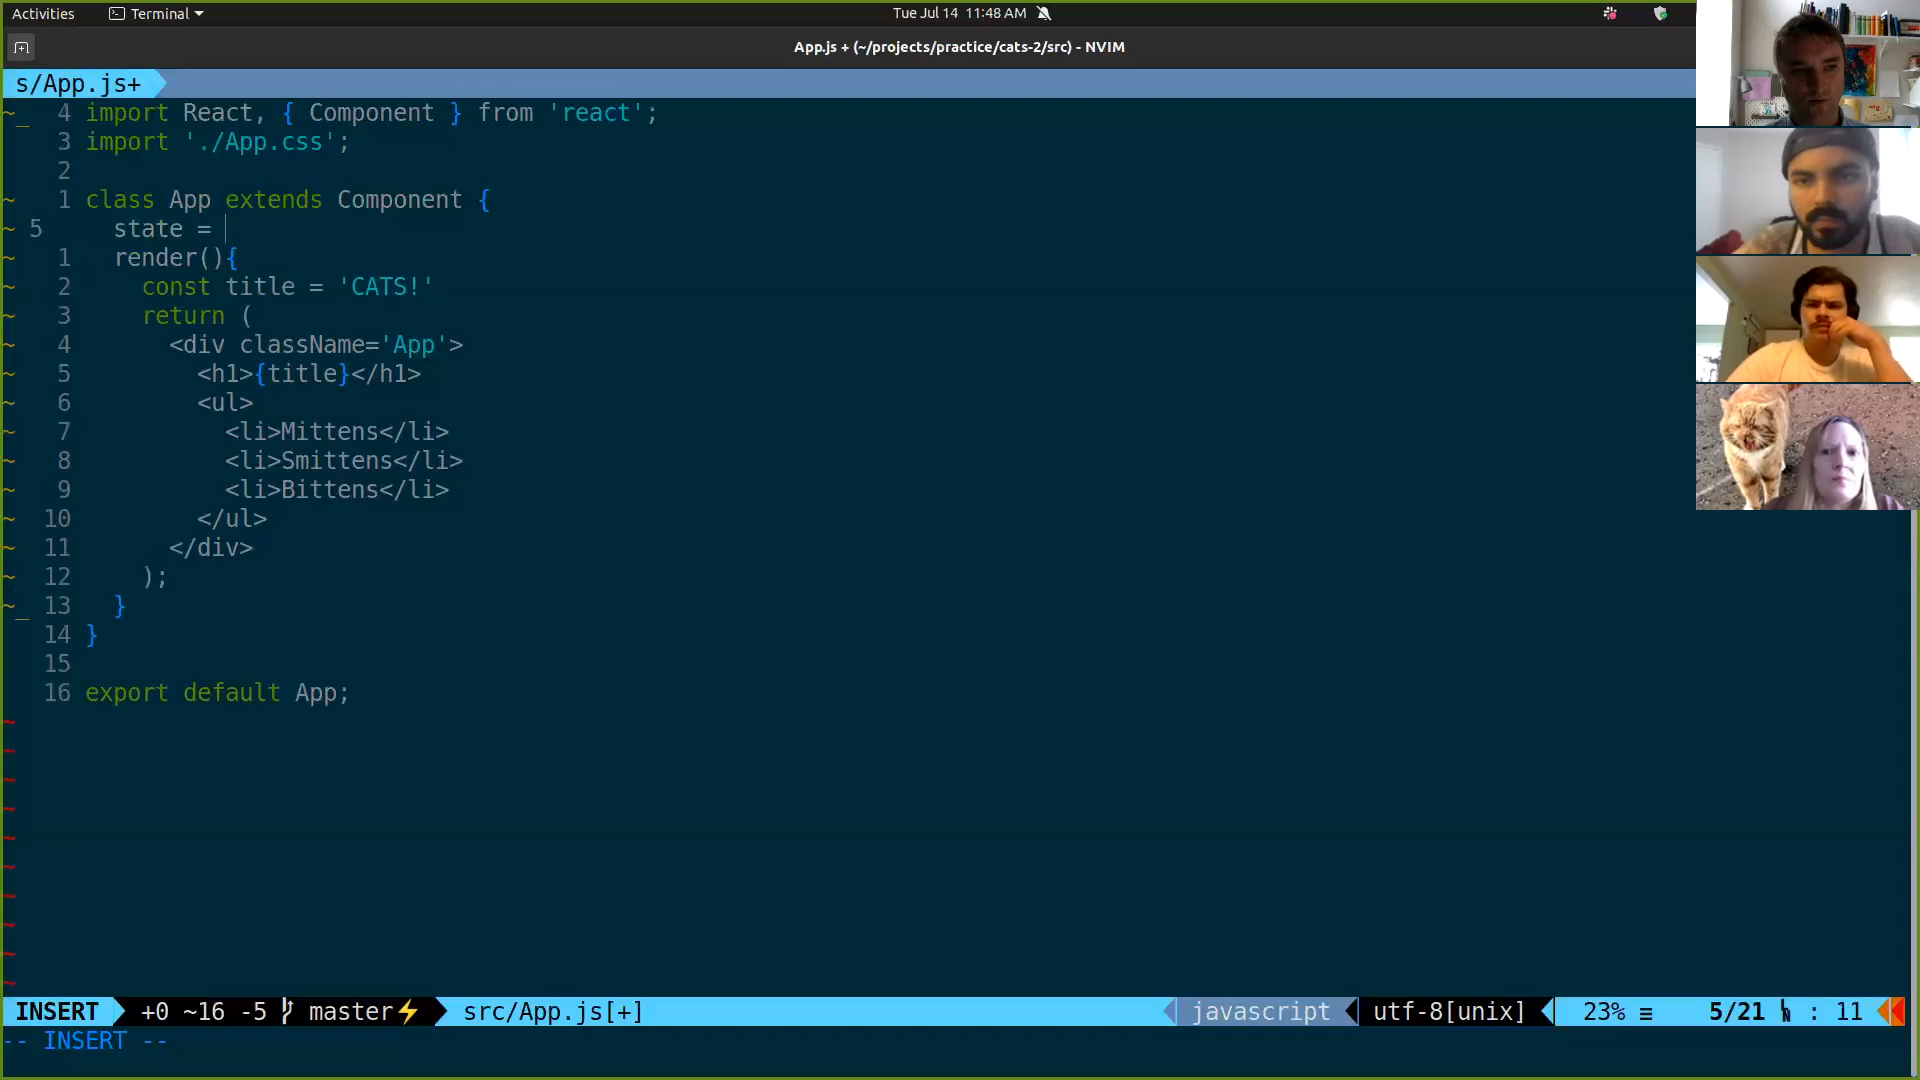 Activities
Terminal
Tue Jul 14 11:48 AM
App.js + (~/projects/practice/cats-2/src) - NVIM
s/App.js+
~_ 4 import React, { Component } from 'react';
3 import './App.css';
2
~ 1 class App extends Component {
~ 5 state =
~ 1 render(){
~ 2 const title = 'CATS!'
~ 3 return (
~ 4 <div className='App'>
~ 5 <h1>{title}</h1>
~ 6 <ul>
~ 7 <li>Mittens</li>
~ 8 <li>Smittens</li>
~ 9 <li>Bittens</li>
~ 10 </ul>
~ 11 </div>
~ 12 );
~_ 13 }
14 }
15
16 export default App;
~
~
~
~
~
~
~
~
~
~
INSERT +0 ~16 -5 master⚡ src/App.js[+] javascript utf-8[unix] 23% ≡ 5/21 : 11
-- INSERT --